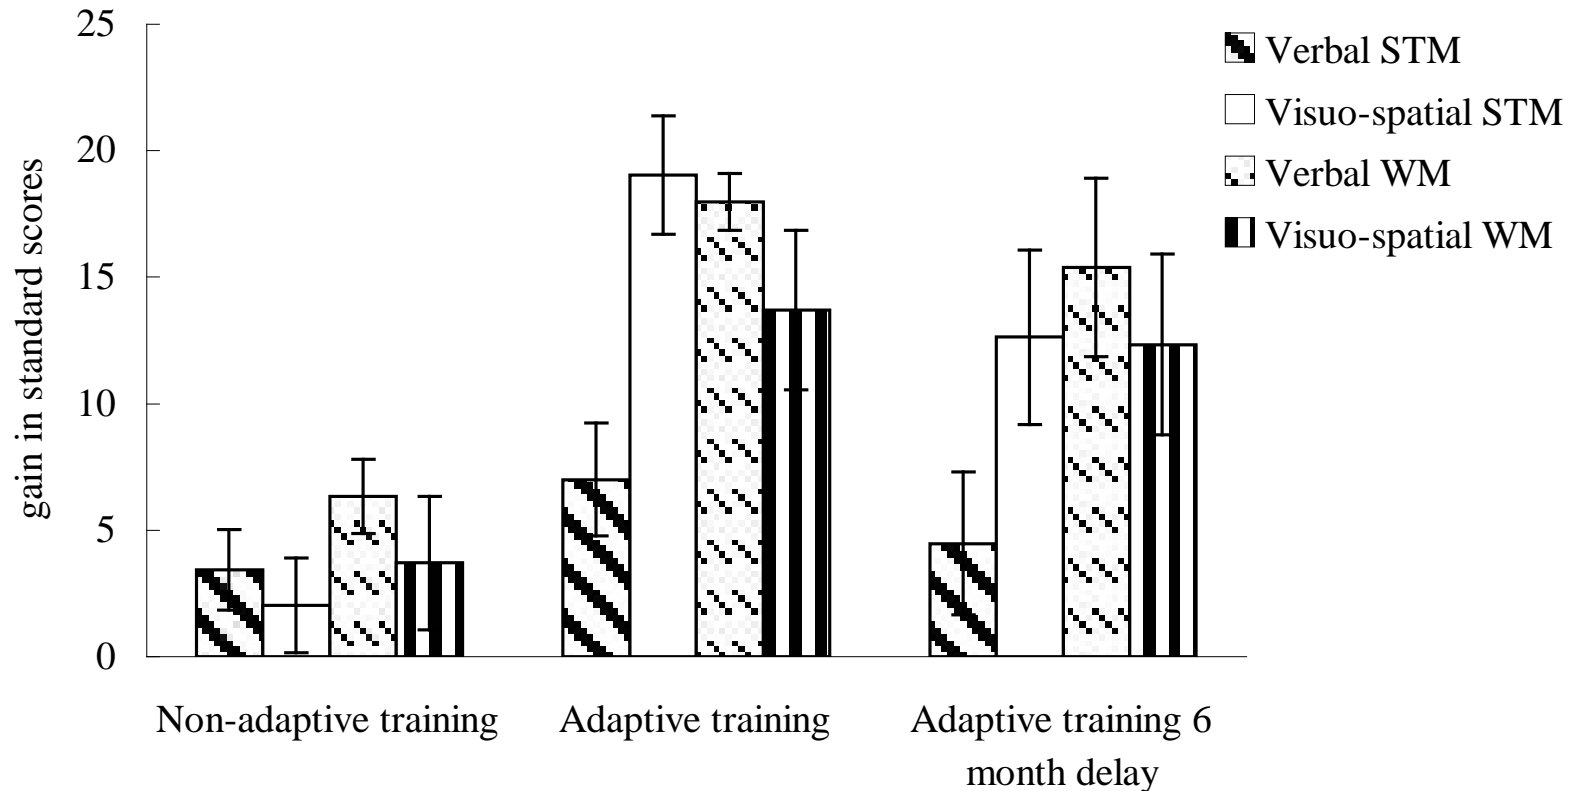 25
20
15
10
5
0
gain in standard scores
Verbal STM
Visuo-spatial STM
Verbal WM
Visuo-spatial WM
Non-adaptive training
Adaptive training
Adaptive training 6
month delay